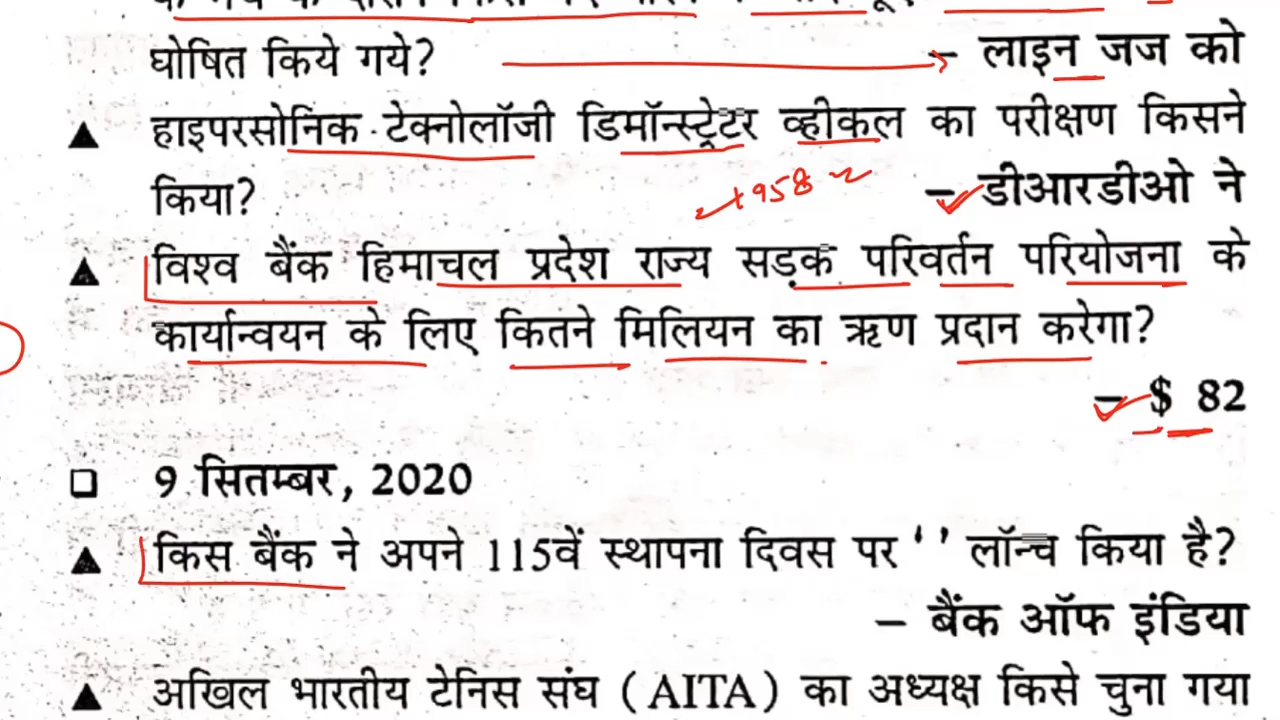 घोषित किये गये? – लाइन जज को
▲ हाइपरसोनिक टेक्नोलॉजी डिमॉन्स्ट्रेटर व्हीकल का परीक्षण किसने
किया? – डीआरडीओ ने
1958
▲ विश्व बैंक हिमाचल प्रदेश राज्य सड़क परिवर्तन परियोजना के
कार्यान्वयन के लिए कितने मिलियन का ऋण प्रदान करेगा?
– $ 82
❑ 9 सितम्बर, 2020
▲ किस बैंक ने अपने 115वें स्थापना दिवस पर ‘ ’ लॉन्च किया है?
– बैंक ऑफ इंडिया
▲ अखिल भारतीय टेनिस संघ (AITA) का अध्यक्ष किसे चुना गया